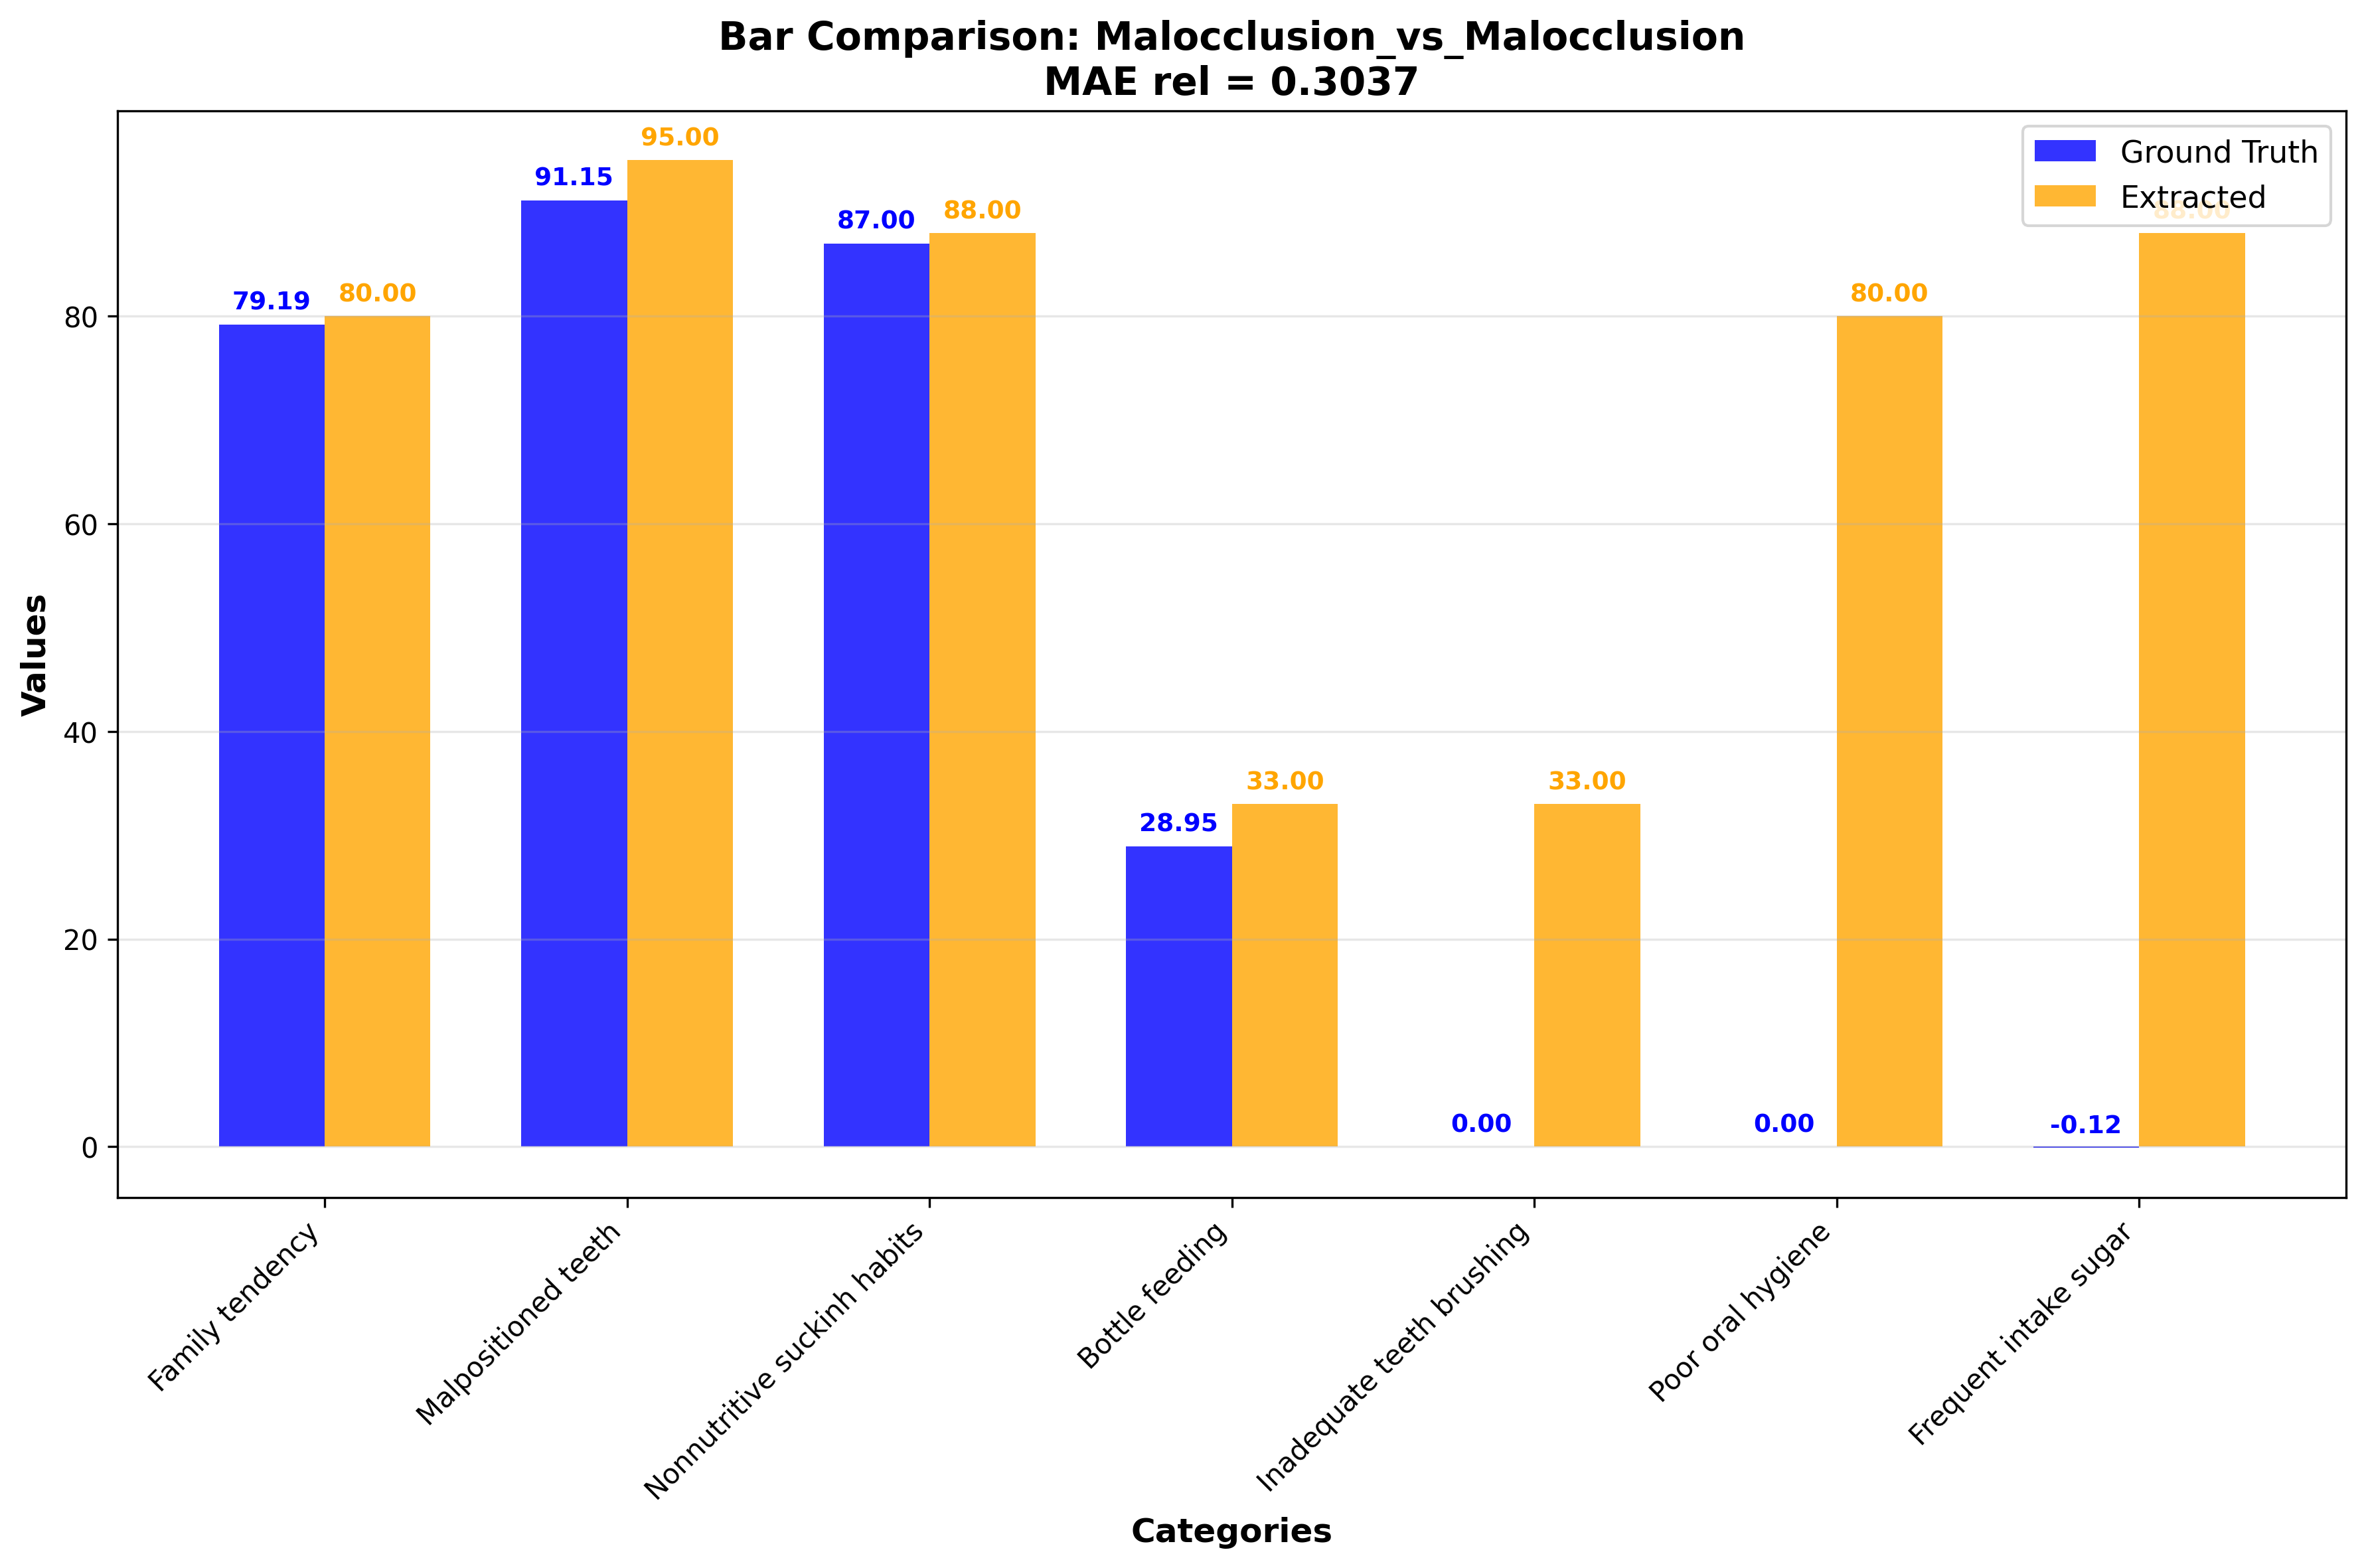 Bar Comparison: Malocclusion_vs_Malocclusion
MAE rel = 0.3037
Ground Truth
Extracted
Values
80
60
40
20
0
79.19
80.00
91.15
95.00
87.00
88.00
28.95
33.00
0.00
33.00
0.00
80.00
-0.12
88.00
Family tendency
Malpositioned teeth
Nonnutritive suckinh habits
Bottle feeding
Inadequate teeth brushing
Poor oral hygiene
Frequent intake sugar
Categories